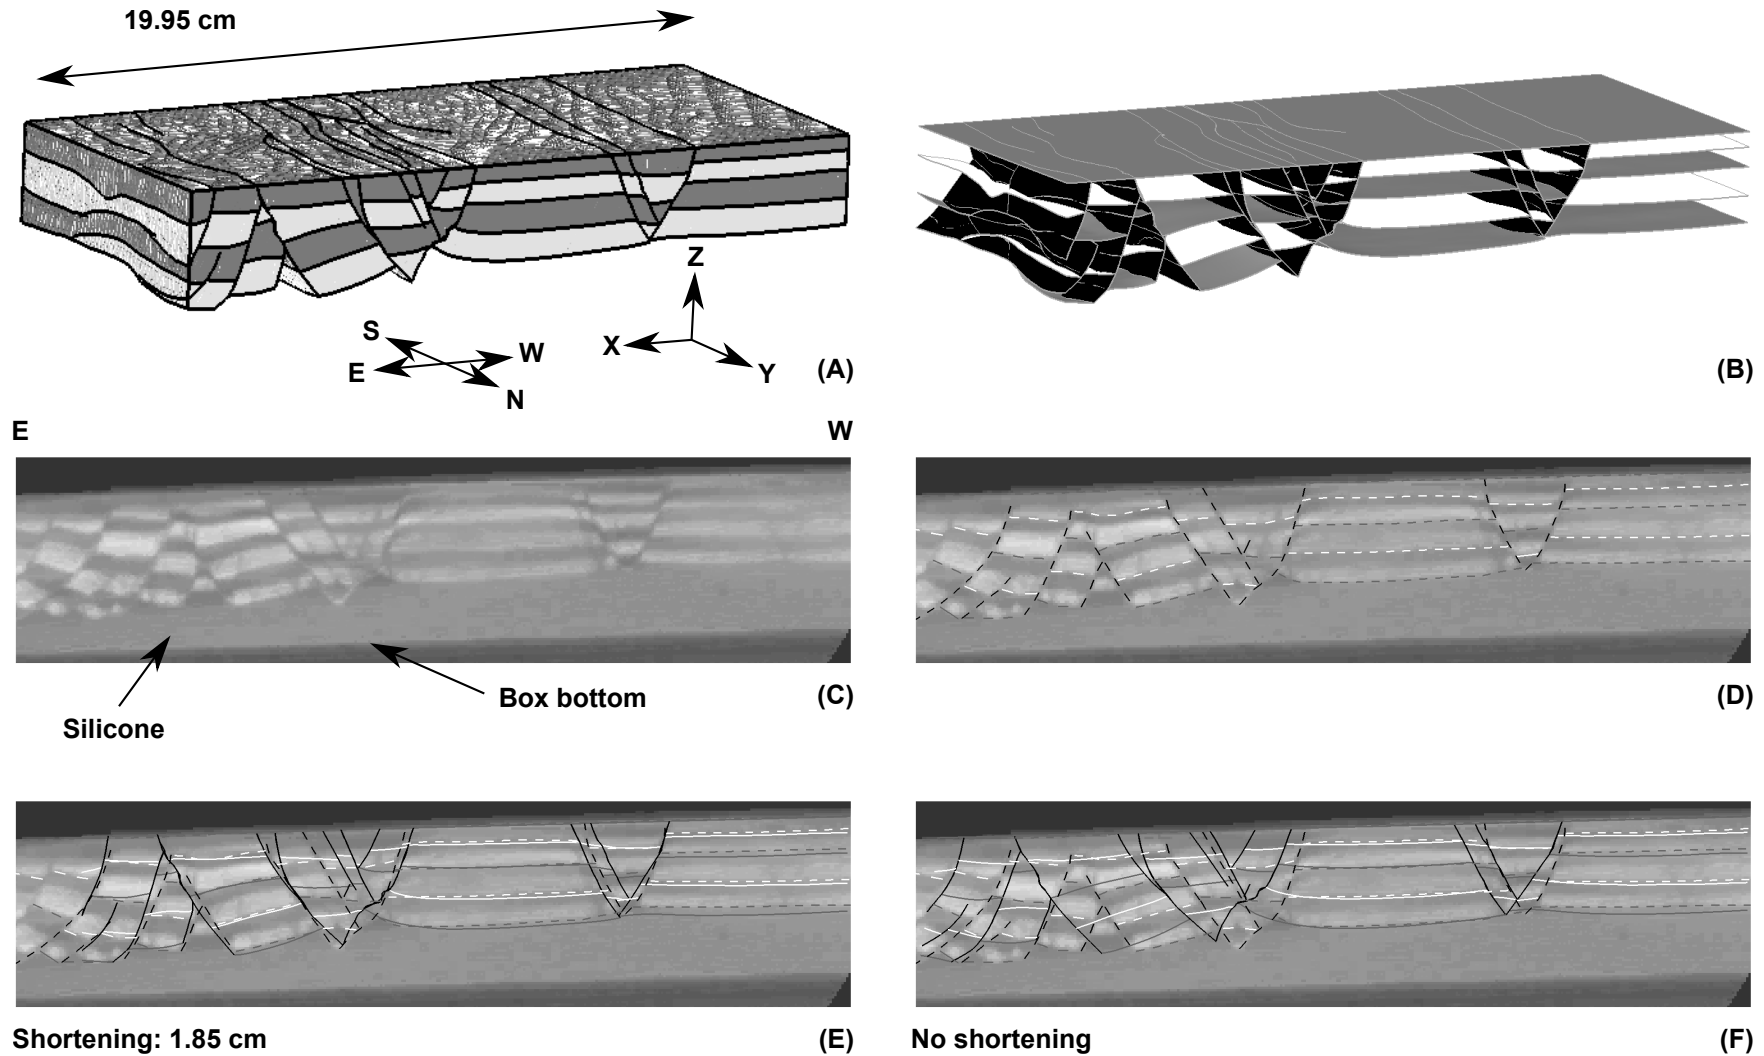 19.95 cm
Z
S
W
X
E
Y
N
(A)
(B)
E
W
Box bottom
(C)
(D)
Silicone
Shortening: 1.85 cm
(E)
No shortening
(F)